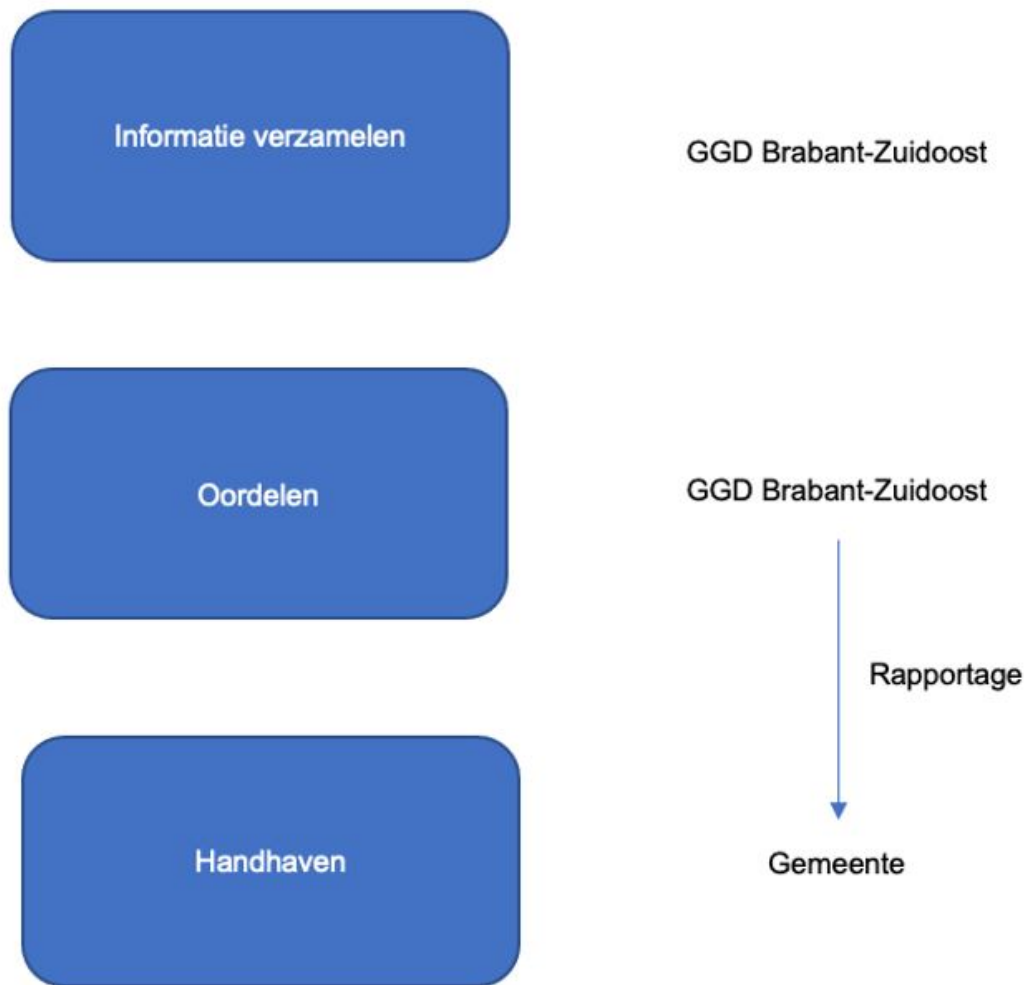 Informatie verzamelen
GGD Brabant-Zuidoost
Oordelen
GGD Brabant-Zuidoost
Rapportage
Handhaven
Gemeente